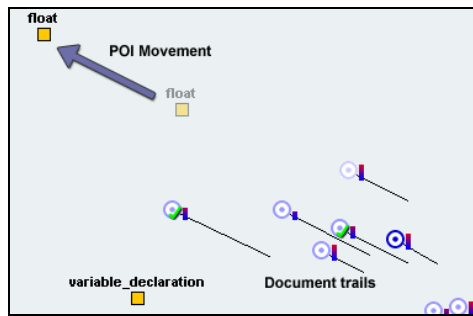 float
POI Movement
float
variable_declaration
Document trails